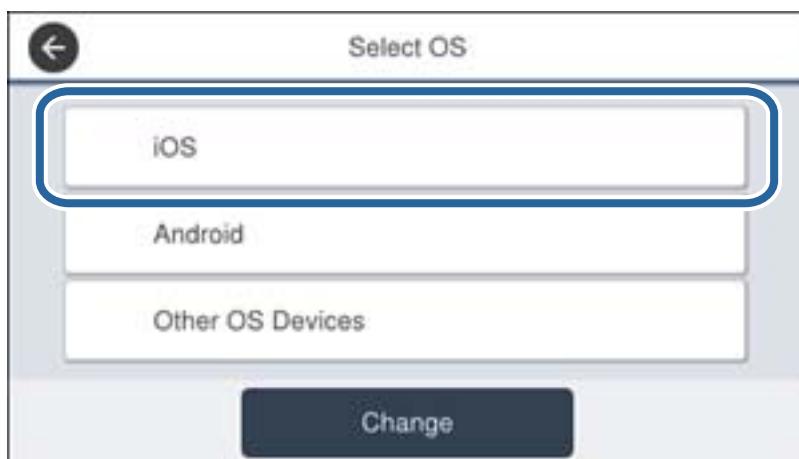 Select OS
iOS
Android
Other OS Devices
Change